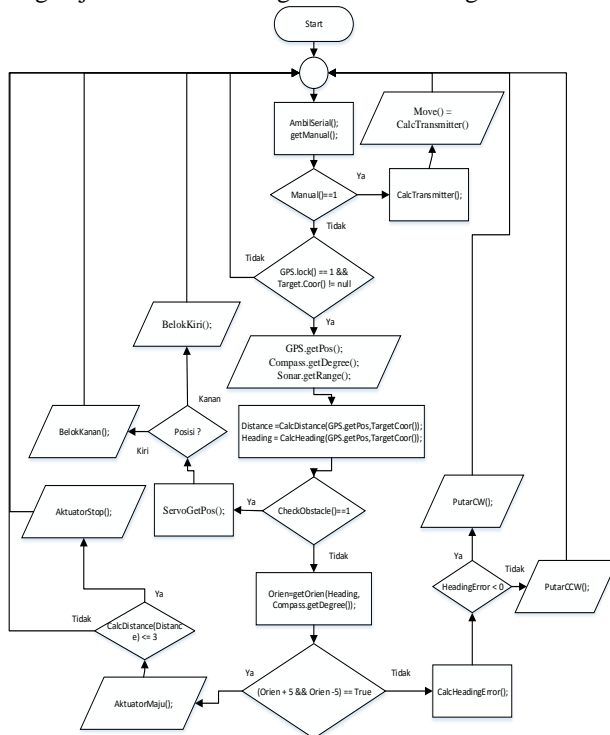 Start
AmbilSerial();
getManual();
Move() =
CalcTransmitter()
Ya
Manual()==1
CalcTransmitter();
Tidak
Tidak
GPS.lock() == 1 &&
Target.Coor() != null
Ya
BelokKiri();
GPS.getPos();
Compass.getDegree();
Sonar.getRange();
Kanan
BelokKanan();
Posisi ?
Kiri
Distance =CalcDistance(GPS.getPos,TargetCoor());
Heading = CalcHeading(GPS.getPos,TargetCoor());
AktuatorStop();
ServoGetPos();
Ya
CheckObstacle()==1
Tidak
PutarCW();
Ya
Tidak
HeadingError < 0
PutarCCW();
Ya
Tidak
CalcDistance(Distanc
e) <= 3
Orien=getOrien(Heading,
Compass.getDegree());
AktuatorMaju();
Ya
(Orien + 5 && Orien -5) == True
Tidak
CalcHeadingError();